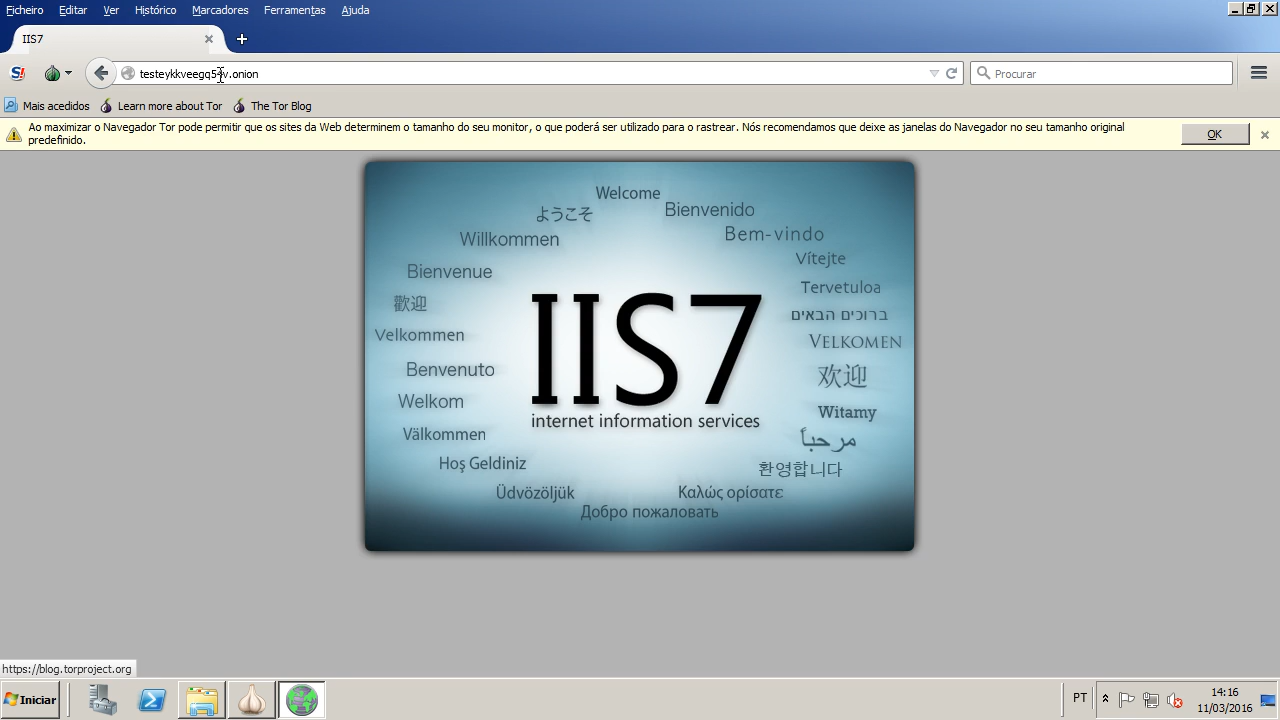 Ficheiro Editar Ver Histórico Marcadores Ferramentas Ajuda
IIS7
Mais acedidos Learn more about Tor The Tor Blog
Procurar
Ao maximizar o Navegador Tor pode permitir que os sites da Web determinem o tamanho do seu monitor, o que poderá ser utilizado para o rastrear. Nós recomendamos que deixe as janelas do Navegador no seu tamanho original
predefinido.
OK
Welcome
ようこそ
Bienvenido
Willkommen
Bem-vindo
Bienvenue
Vítejte
歡迎
Tervetuloa
ברוכים הבאים
Velkommen
VELKOMEN
Benvenuto
欢迎
Welkom
Witamy
Välkommen
مرحباً
Hoş Geldiniz
환영합니다
Üdvözöljük
Καλώς ορίσατε
Добро пожаловать
IIS7
internet information services
https://blog.torproject.org
Iniciar
PT
14:16
11/03/2016